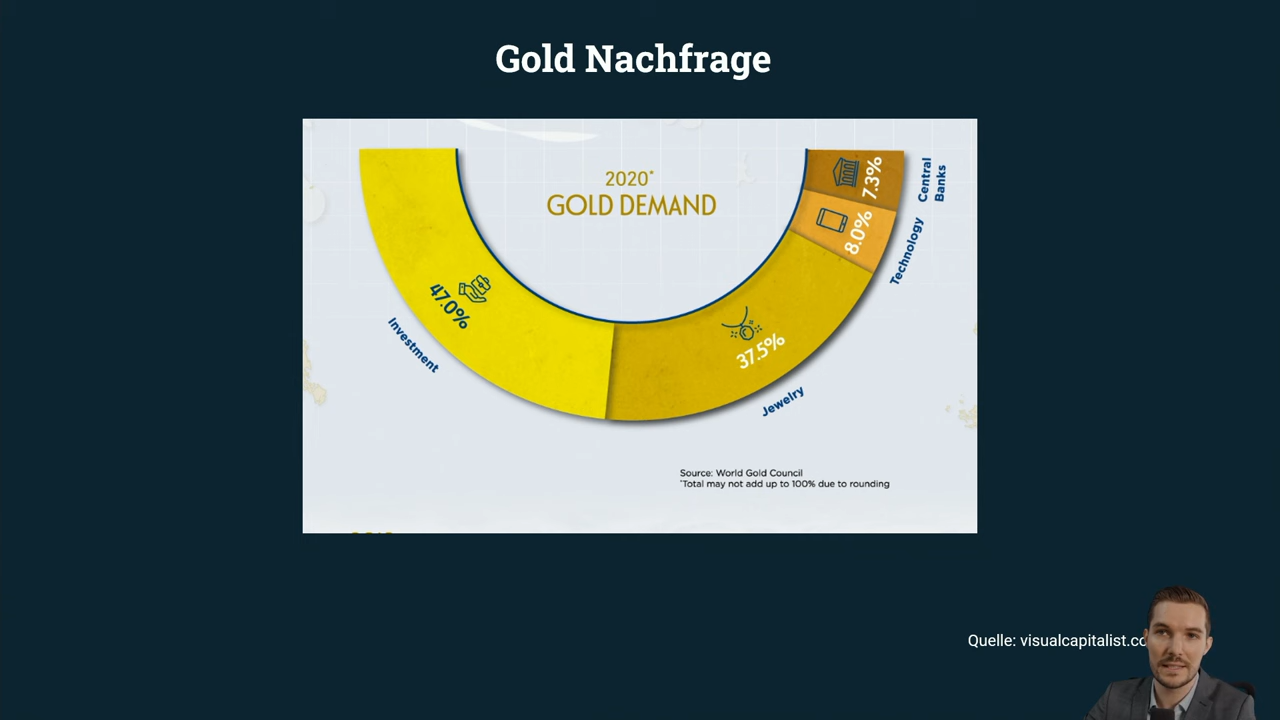 Gold Nachfrage
2020*
GOLD DEMAND
47.0%
Investment
37.5%
Jewelry
8.0%
Technology
7.3%
Central
Banks
Source: World Gold Council
*Total may not add up to 100% due to rounding
Quelle: visualcapitalist.co